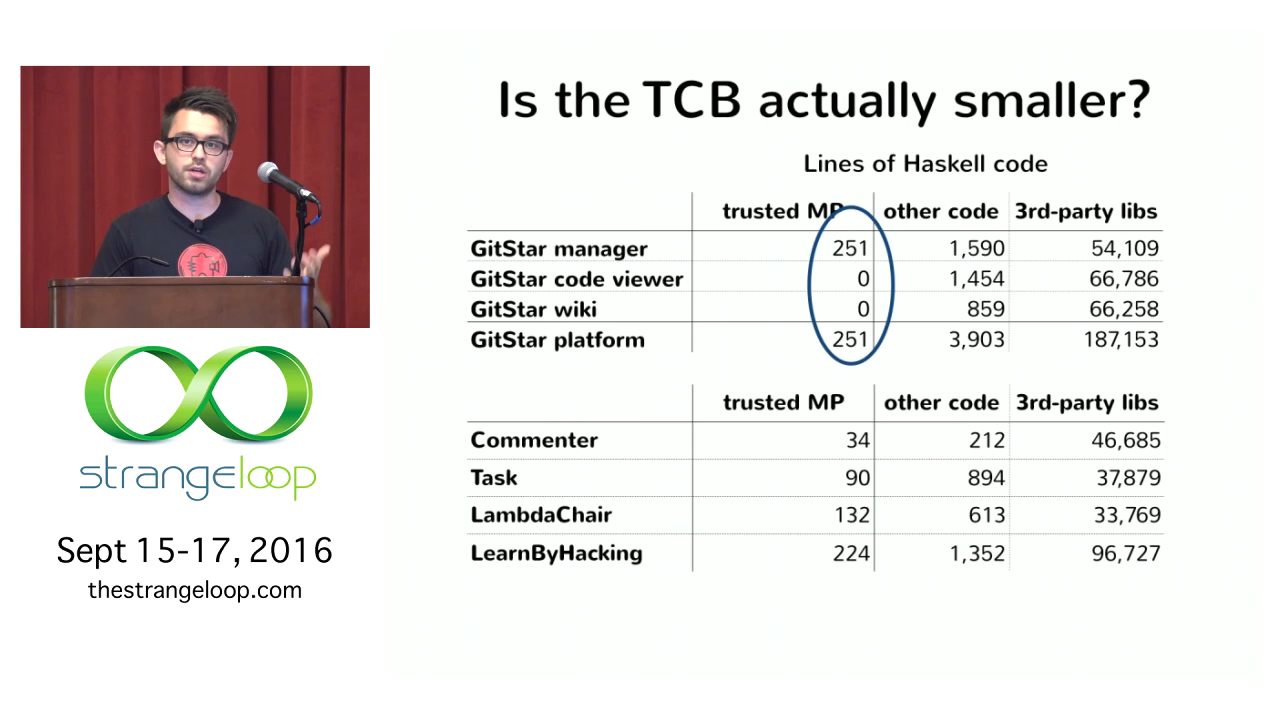 Is the TCB actually smaller?
Lines of Haskell code
trusted MP other code 3rd-party libs
GitStar manager 251 1,590 54,109
GitStar code viewer 0 1,454 66,786
GitStar wiki 0 859 66,258
GitStar platform 251 3,903 187,153
trusted MP other code 3rd-party libs
Commenter 34 212 46,685
Task 90 894 37,879
LambdaChair 132 613 33,769
LearnByHacking 224 1,352 96,727
strangeloop
Sept 15-17, 2016
thestrangeloop.com